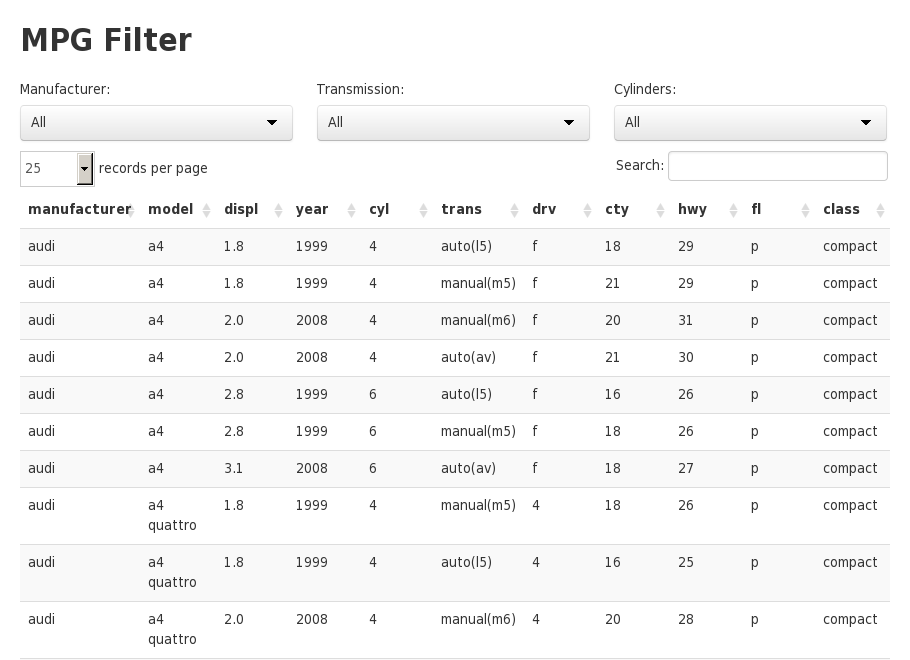 MPG Filter
Manufacturer: Transmission: Cylinders:
All All All
25 records per page Search:
manufacturer model displ year cyl trans drv cty hwy fl class
audi a4 1.8 1999 4 auto(l5) f 18 29 p compact
audi a4 1.8 1999 4 manual(m5) f 21 29 p compact
audi a4 2.0 2008 4 manual(m6) f 20 31 p compact
audi a4 2.0 2008 4 auto(av) f 21 30 p compact
audi a4 2.8 1999 6 auto(l5) f 16 26 p compact
audi a4 2.8 1999 6 manual(m5) f 18 26 p compact
audi a4 3.1 2008 6 auto(av) f 18 27 p compact
audi a4 1.8 1999 4 manual(m5) 4 18 26 p compact
quattro
audi a4 1.8 1999 4 auto(l5) 4 16 25 p compact
quattro
audi a4 2.0 2008 4 manual(m6) 4 20 28 p compact
quattro